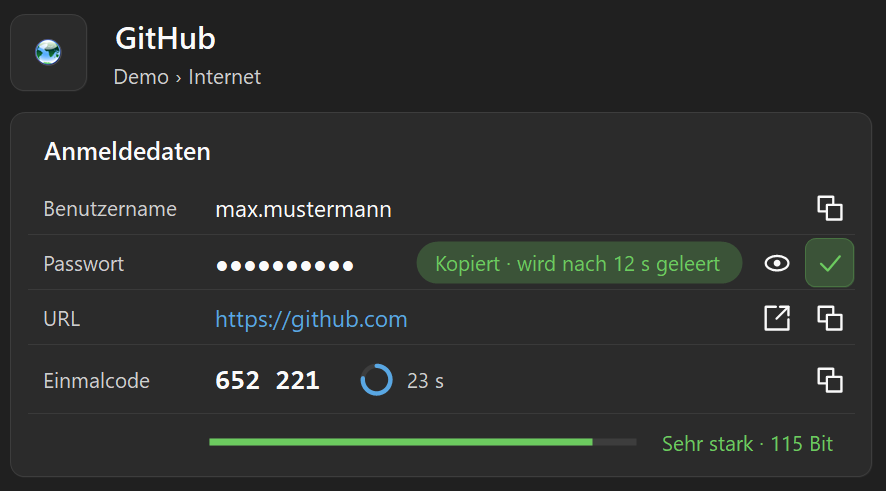 GitHub
Demo › Internet
Anmeldedaten
Benutzername max.mustermann
Passwort ●●●●●●●●●● Kopiert · wird nach 12 s geleert
URL https://github.com
Einmalcode 652 221 23 s
Sehr stark · 115 Bit